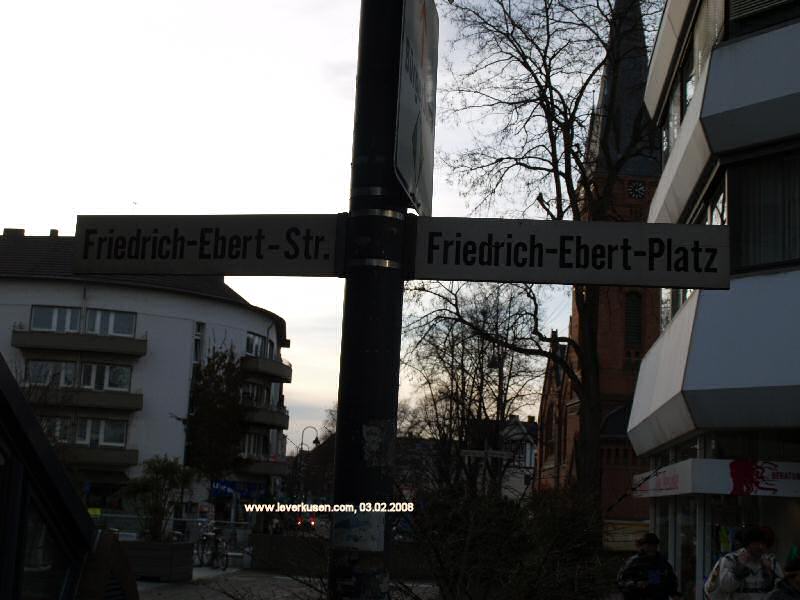 Friedrich-Ebert-Str.
Friedrich-Ebert-Platz
www.leverkusen.com, 03.02.2008